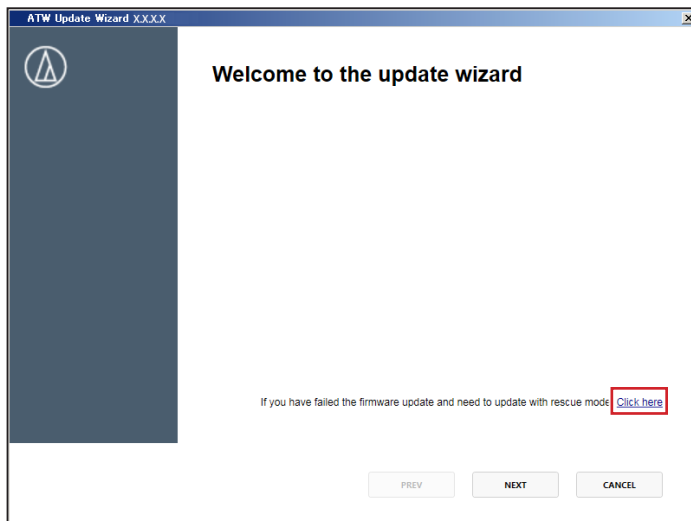 ATW Update Wizard X.X.X.X
Welcome to the update wizard
If you have failed the firmware update and need to update with rescue mode Click here
PREV
NEXT
CANCEL